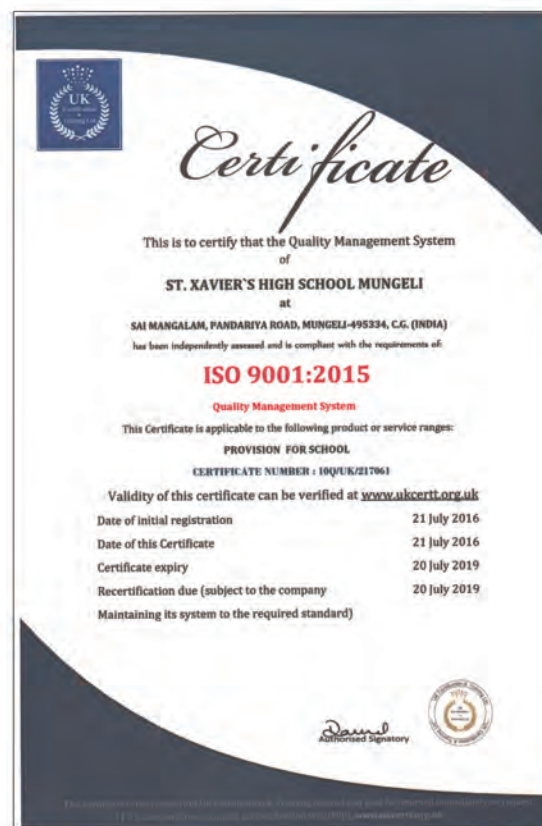 UK
Certification
&
Training Ltd
Certificate
This is to certify that the Quality Management System
of
ST. XAVIER`S HIGH SCHOOL MUNGELI
at
SAI MANGALAM, PANDARIYA ROAD, MUNGELI-495334, C.G. (INDIA)
has been independently assessed and is compliant with the requirements of:
ISO 9001:2015
Quality Management System
This Certificate is applicable to the following product or service ranges:
PROVISION FOR SCHOOL
CERTIFICATE NUMBER : 10Q/UK/217061
Validity of this certificate can be verified at www.ukcertt.org.uk
Date of initial registration 21 July 2016
Date of this Certificate 21 July 2016
Certificate expiry 20 July 2019
Recertification due (subject to the company 20 July 2019
Maintaining its system to the required standard)
Authorised Signatory